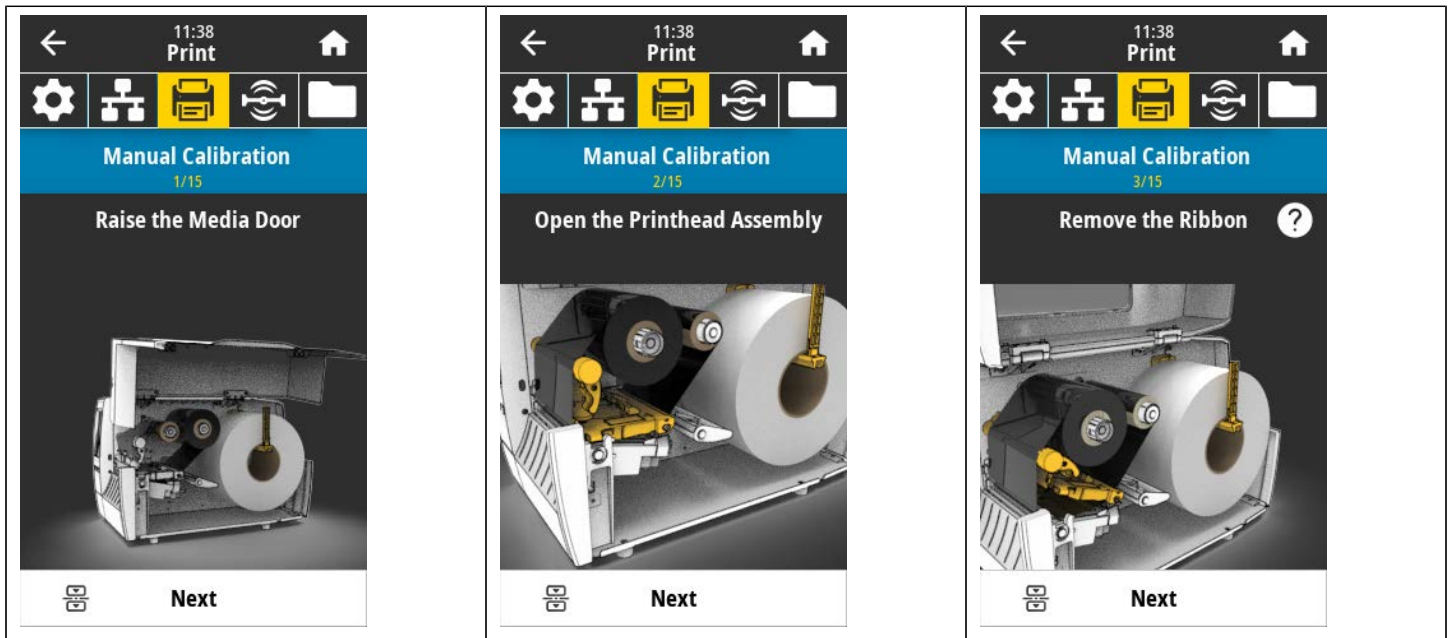 11:38
Print
Manual Calibration
1/15
Raise the Media Door
Next
11:38
Print
Manual Calibration
2/15
Open the Printhead Assembly
Next
11:38
Print
Manual Calibration
3/15
Remove the Ribbon ?
Next